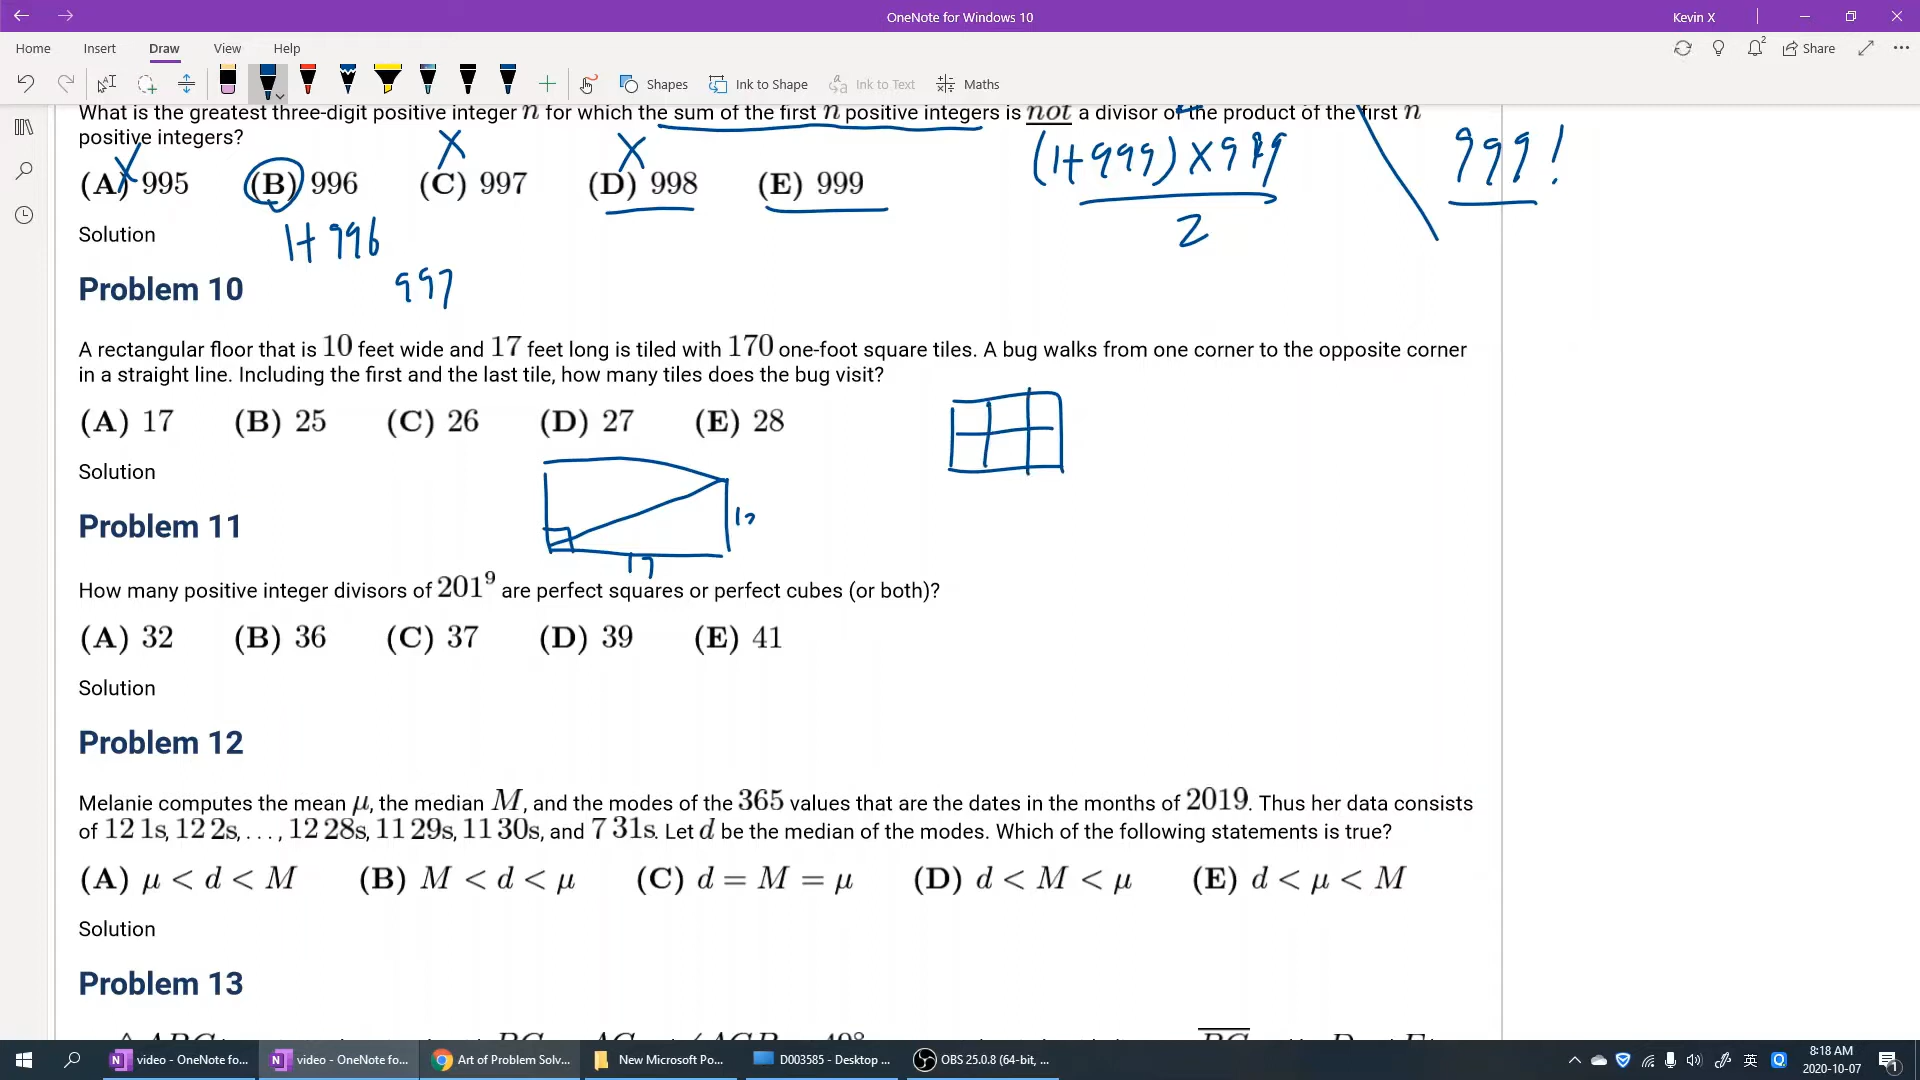 OneNote for Windows 10
Kevin X
Home Insert Draw View Help
2
Share
Shapes Ink to Shape Ink to Text Maths
What is the greatest three-digit positive integer n for which the sum of the first n positive integers is not a divisor of the product of the first n
positive integers?
(A) 995 (B) 996 (C) 997 (D) 998 (E) 999
X X X
(1+999)×999
2
999!
Solution
1+996
997
Problem 10
A rectangular floor that is 10 feet wide and 17 feet long is tiled with 170 one-foot square tiles. A bug walks from one corner to the opposite corner
in a straight line. Including the first and the last tile, how many tiles does the bug visit?
(A) 17 (B) 25 (C) 26 (D) 27 (E) 28
Solution
17
Problem 11
How many positive integer divisors of 201⁹ are perfect squares or perfect cubes (or both)?
(A) 32 (B) 36 (C) 37 (D) 39 (E) 41
Solution
Problem 12
Melanie computes the mean μ, the median M, and the modes of the 365 values that are the dates in the months of 2019. Thus her data consists
of 12 1s, 12 2s, . . . , 12 28s, 11 29s, 11 30s, and 7 31s. Let d be the median of the modes. Which of the following statements is true?
(A) μ < d < M (B) M < d < μ (C) d = M = μ (D) d < M < μ (E) d < μ < M
Solution
Problem 13
video - OneNote fo... video - OneNote fo... Art of Problem Solv... New Microsoft Po... D003585 - Desktop ... OBS 25.0.8 (64-bit, ...
英
8:18 AM
2020-10-07
1